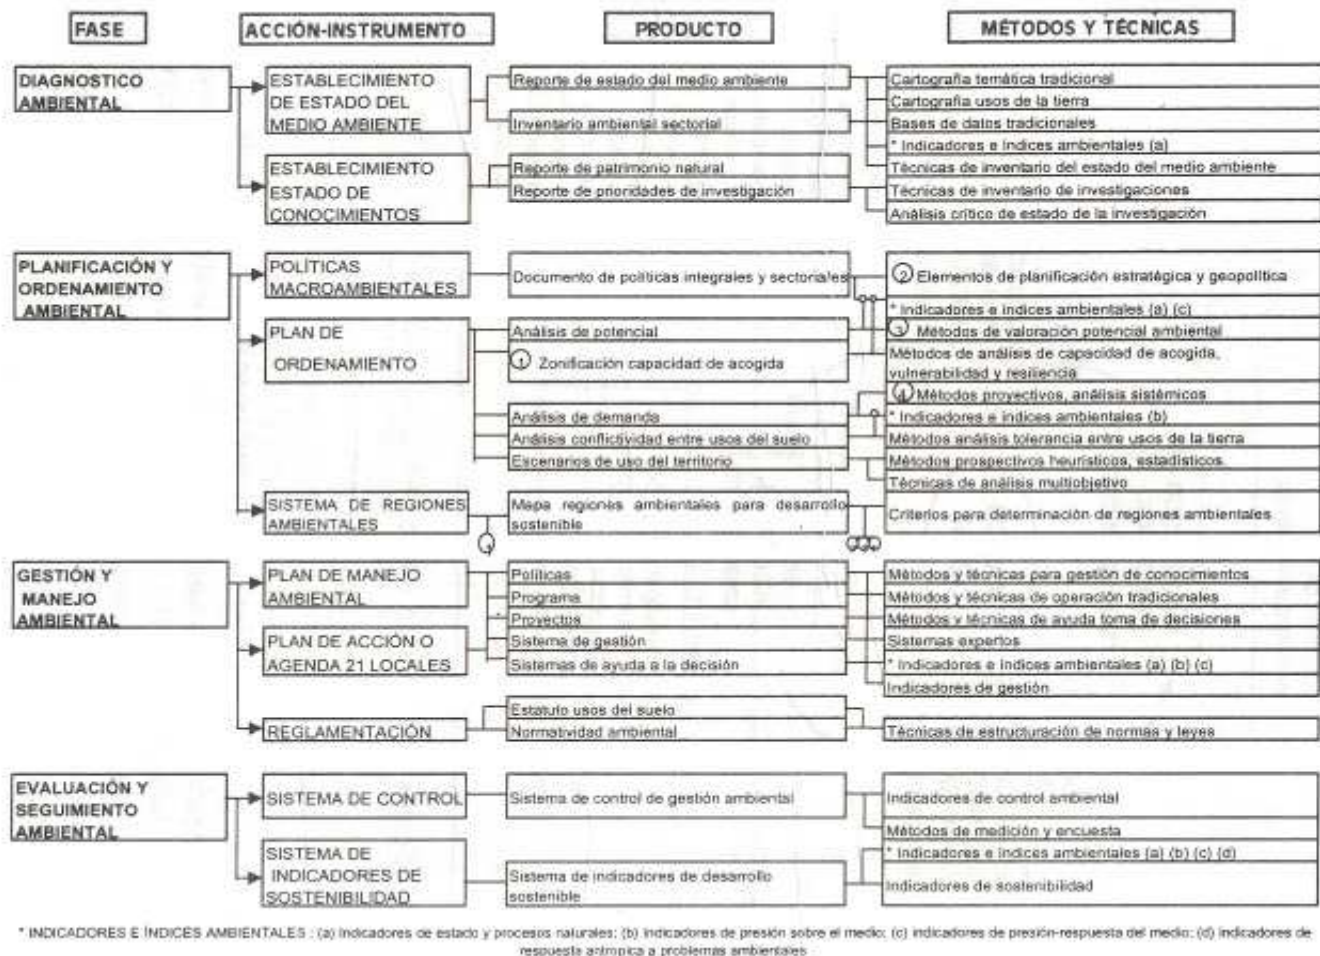 FASE
ACCIÓN-INSTRUMENTO
PRODUCTO
MÉTODOS Y TÉCNICAS
DIAGNOSTICO
AMBIENTAL
ESTABLECIMIENTO
DE ESTADO DEL
MEDIO AMBIENTE
Reporte de estado del medio ambiente
Inventario ambiental sectorial
Cartografía temática tradicional
Cartografía usos de la tierra
Bases de datos tradicionales
* Indicadores e índices ambientales (a)
Técnicas de inventario del estado del medio ambiente
ESTABLECIMIENTO
ESTADO DE
CONOCIMIENTOS
Reporte de patrimonio natural
Reporte de prioridades de investigación
Técnicas de inventario de investigaciones
Análisis crítico de estado de la investigación
PLANIFICACIÓN Y
ORDENAMIENTO
AMBIENTAL
POLÍTICAS
MACROAMBIENTALES
Documento de políticas integrales y sectoriales
2 Elementos de planificación estratégica y geopolítica
* Indicadores e índices ambientales (a) (c)
PLAN DE
ORDENAMIENTO
Análisis de potencial
1 Zonificación capacidad de acogida
Análisis de demanda
Análisis conflictividad entre usos del suelo
Escenarios de uso del territorio
3 Métodos de valoración potencial ambiental
Métodos de análisis de capacidad de acogida,
vulnerabilidad y resiliencia
4 Métodos proyectivos, análisis sistémicos
* Indicadores e índices ambientales (b)
Métodos análisis tolerancia entre usos de la tierra
Métodos prospectivos heurísticos, estadísticos.
Técnicas de análisis multiobjetivo
SISTEMA DE REGIONES
AMBIENTALES
Mapa regiones ambientales para desarrollo
sostenible
Criterios para determinación de regiones ambientales
GESTIÓN Y
MANEJO
AMBIENTAL
PLAN DE MANEJO
AMBIENTAL
PLAN DE ACCIÓN O
AGENDA 21 LOCALES
Políticas
Programa
Proyectos
Sistema de gestión
Sistemas de ayuda a la decisión
Métodos y técnicas para gestión de conocimientos
Métodos y técnicas de operación tradicionales
Métodos y técnicas de ayuda toma de decisiones
Sistemas expertos
* Indicadores e índices ambientales (a) (b) (c)
Indicadores de gestión
REGLAMENTACIÓN
Estatuto usos del suelo
Normatividad ambiental
Técnicas de estructuración de normas y leyes
EVALUACIÓN Y
SEGUIMIENTO
AMBIENTAL
SISTEMA DE CONTROL
Sistema de control de gestión ambiental
Indicadores de control ambiental
Métodos de medición y encuesta
SISTEMA DE
INDICADORES DE
SOSTENIBILIDAD
Sistema de indicadores de desarrollo
sostenible
* Indicadores e índices ambientales (a) (b) (c) (d)
Indicadores de sostenibilidad
* INDICADORES E ÍNDICES AMBIENTALES : (a) Indicadores de estado y procesos naturales; (b) Indicadores de presión sobre el medio; (c) indicadores de presión-respuesta del medio; (d) Indicadores de
respuesta antropica a problemas ambientales